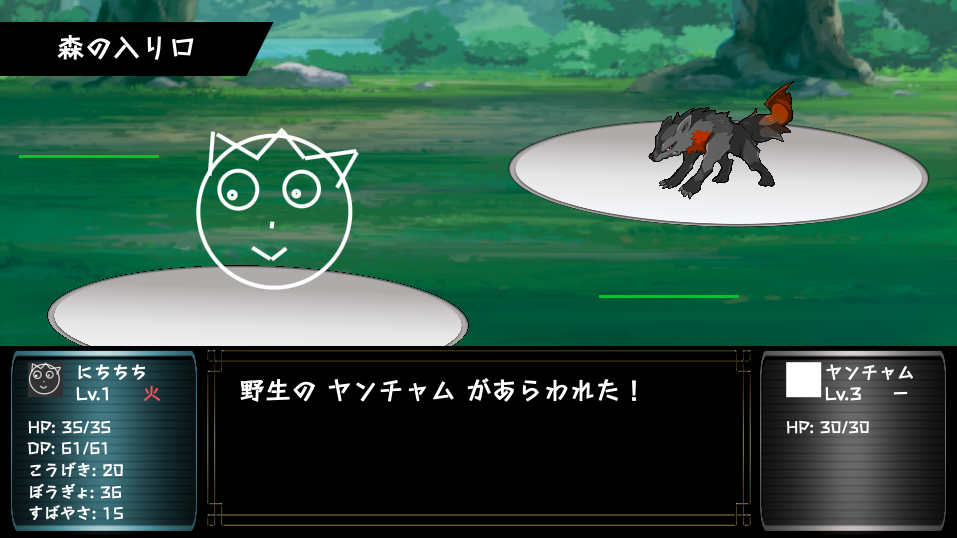 森の入り口
野生の ヤンチャム があらわれた！
にちちち
Lv.1 火
HP: 35/35
DP: 61/61
こうげき: 20
ぼうぎょ: 36
すばやさ: 15
ヤンチャム
Lv.3 ー
HP: 30/30